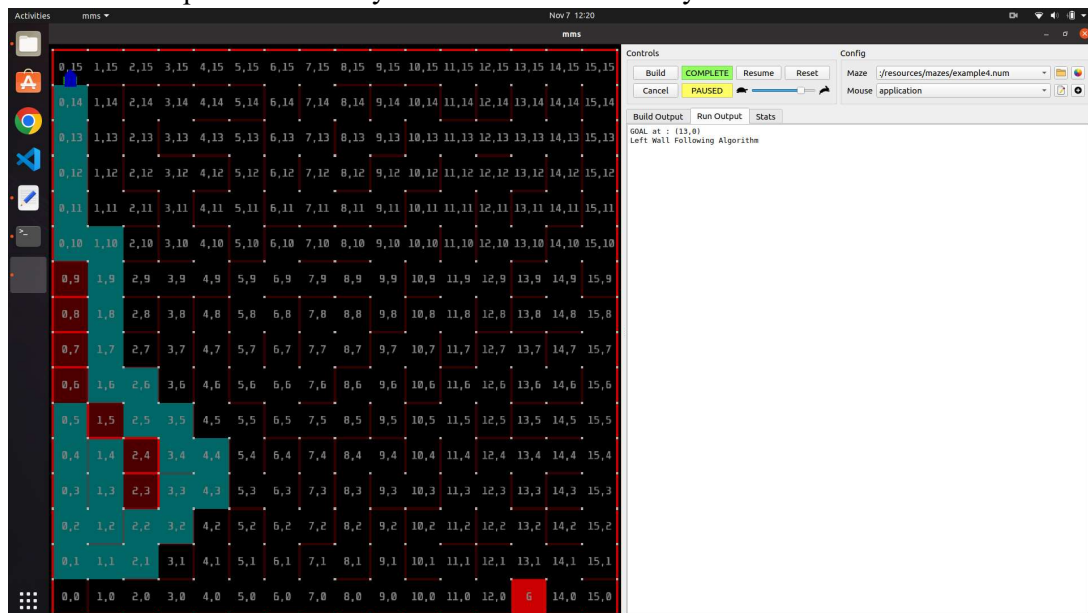 Activities mms Nov 7 12:20
mms
0,15 1,15 2,15 3,15 4,15 5,15 6,15 7,15 8,15 9,15 10,15 11,15 12,15 13,15 14,15 15,15
0,14 1,14 2,14 3,14 4,14 5,14 6,14 7,14 8,14 9,14 10,14 11,14 12,14 13,14 14,14 15,14
0,13 1,13 2,13 3,13 4,13 5,13 6,13 7,13 8,13 9,13 10,13 11,13 12,13 13,13 14,13 15,13
0,12 1,12 2,12 3,12 4,12 5,12 6,12 7,12 8,12 9,12 10,12 11,12 12,12 13,12 14,12 15,12
0,11 1,11 2,11 3,11 4,11 5,11 6,11 7,11 8,11 9,11 10,11 11,11 12,11 13,11 14,11 15,11
0,10 1,10 2,10 3,10 4,10 5,10 6,10 7,10 8,10 9,10 10,10 11,10 12,10 13,10 14,10 15,10
0,9 1,9 2,9 3,9 4,9 5,9 6,9 7,9 8,9 9,9 10,9 11,9 12,9 13,9 14,9 15,9
0,8 1,8 2,8 3,8 4,8 5,8 6,8 7,8 8,8 9,8 10,8 11,8 12,8 13,8 14,8 15,8
0,7 1,7 2,7 3,7 4,7 5,7 6,7 7,7 8,7 9,7 10,7 11,7 12,7 13,7 14,7 15,7
0,6 1,6 2,6 3,6 4,6 5,6 6,6 7,6 8,6 9,6 10,6 11,6 12,6 13,6 14,6 15,6
0,5 1,5 2,5 3,5 4,5 5,5 6,5 7,5 8,5 9,5 10,5 11,5 12,5 13,5 14,5 15,5
0,4 1,4 2,4 3,4 4,4 5,4 6,4 7,4 8,4 9,4 10,4 11,4 12,4 13,4 14,4 15,4
0,3 1,3 2,3 3,3 4,3 5,3 6,3 7,3 8,3 9,3 10,3 11,3 12,3 13,3 14,3 15,3
0,2 1,2 2,2 3,2 4,2 5,2 6,2 7,2 8,2 9,2 10,2 11,2 12,2 13,2 14,2 15,2
0,1 1,1 2,1 3,1 4,1 5,1 6,1 7,1 8,1 9,1 10,1 11,1 12,1 13,1 14,1 15,1
0,0 1,0 2,0 3,0 4,0 5,0 6,0 7,0 8,0 9,0 10,0 11,0 12,0 G 14,0 15,0
Controls
Build COMPLETE Resume Reset
Cancel PAUSED
Config
Maze :/resources/mazes/example4.num
Mouse application
Build Output Run Output Stats
GOAL at : (13,0)
Left Wall Following Algorithm